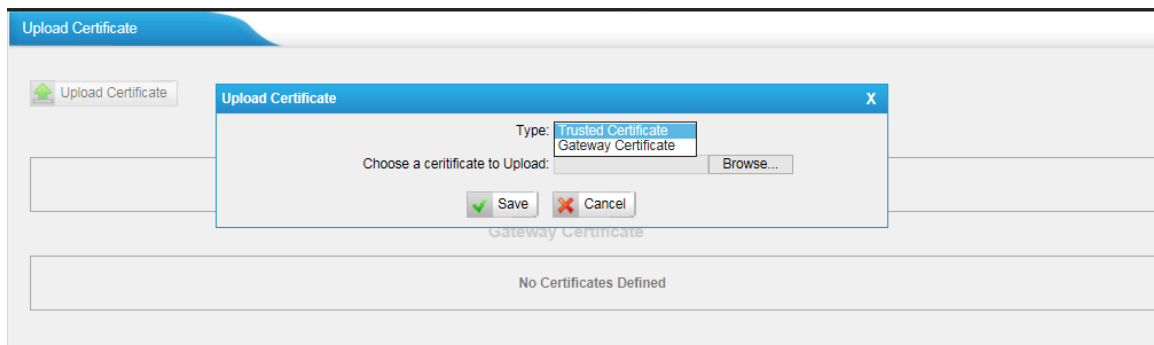 Upload Certificate
Upload Certificate
Upload Certificate X
Type: Trusted Certificate
Gateway Certificate
Choose a ceritificate to Upload: Browse...
Save Cancel
Gateway Certificate
No Certificates Defined